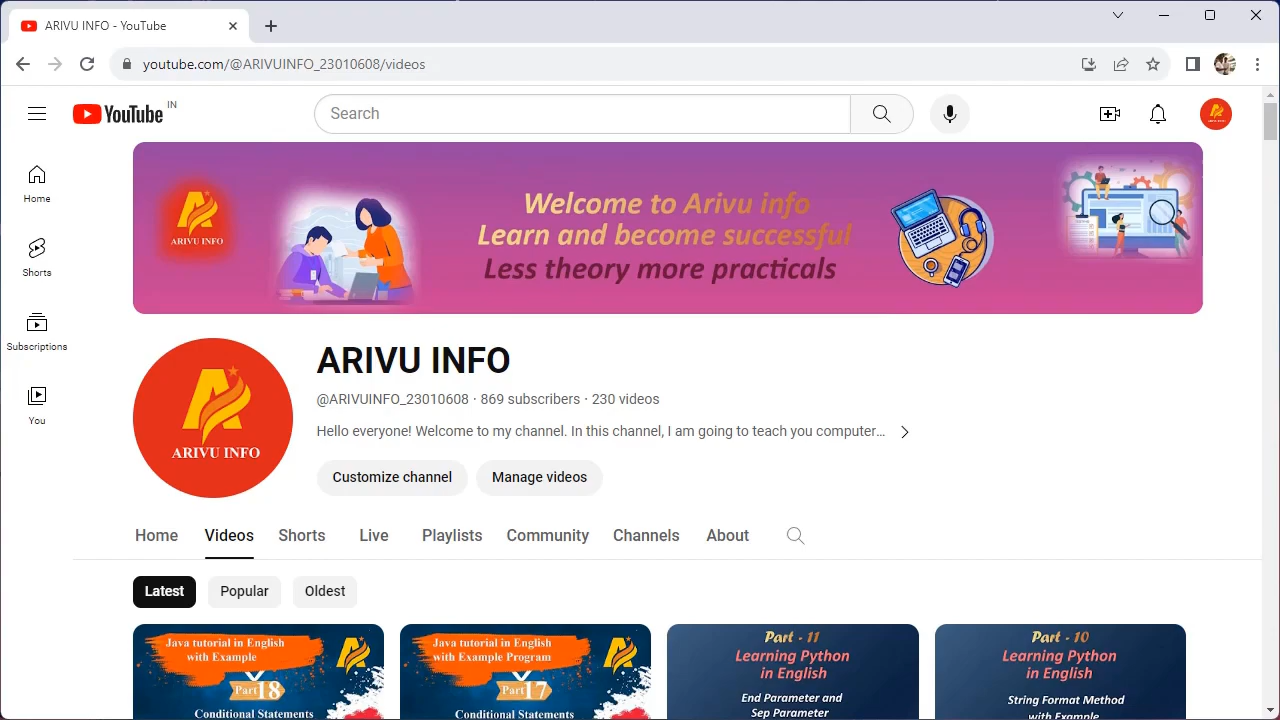 ARIVU INFO - YouTube
youtube.com/@ARIVUINFO_23010608/videos
YouTube IN
Search
Home
Shorts
Subscriptions
You
ARIVU INFO
Welcome to Arivu info
Learn and become successful
Less theory more practicals
ARIVU INFO
ARIVU INFO
@ARIVUINFO_23010608 · 869 subscribers · 230 videos
Hello everyone! Welcome to my channel. In this channel, I am going to teach you computer...
Customize channel
Manage videos
Home
Videos
Shorts
Live
Playlists
Community
Channels
About
Latest
Popular
Oldest
Java tutorial in English
with Example
Part 18
Conditional Statements
Java tutorial in English
with Example Program
Part 17
Conditional Statements
Part - 11
Learning Python
in English
End Parameter and
Sep Parameter
Part - 10
Learning Python
in English
String Format Method
with Example